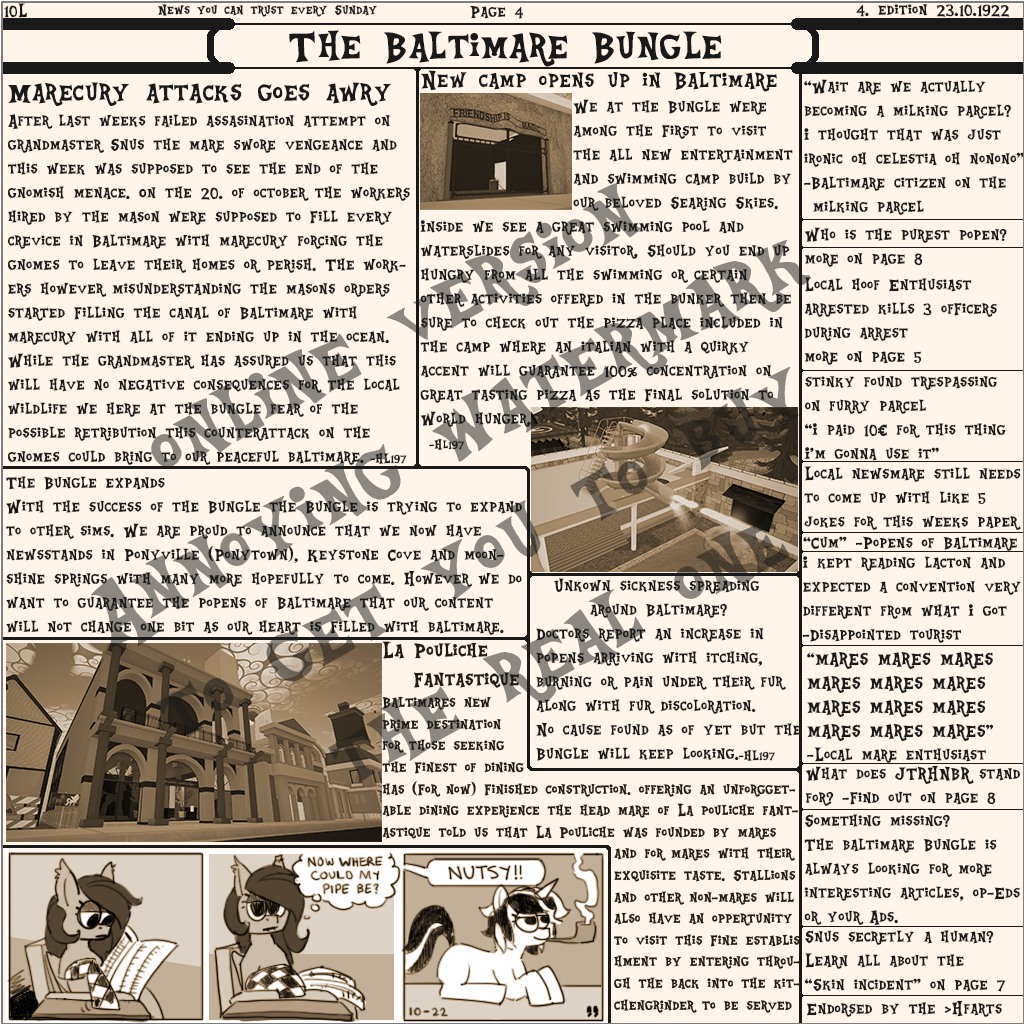 10L
News you can trust every Sunday
Page 4
4. Edition 23.10.1922
The Baltimare Bungle
Marecury attacks goes awry
After last weeks failed assasination attempt on
Grandmaster Snus the mare swore vengeance and
this week was supposed to see the end of the
gnomish menace. On the 20. of october the workers
hired by the mason were supposed to fill every
crevice in Baltimare with marecury forcing the
gnomes to leave their homes or perish. The work-
ers however misunderstanding the masons orders
started filling the canal of Baltimare with
marecury with all of it ending up in the ocean.
While the grandmaster has assured us that this
will have no negative consequences for the local
wildlife we here at the Bungle fear of the
possible retribution this counterattack on the
gnomes could bring to our peaceful Baltimare.-HL197
New camp opens up in Baltimare
FRIENDSHIP IS MAGIC
We at the Bungle were
among the first to visit
the all new entertainment
and swimming camp build by
our beloved Searing Skies.
Inside we see a great swimming pool and
waterslides for any visitor. Should you end up
hungry from all the swimming or certain
other activities offered in the bunker then be
sure to check out the pizza place included in
the camp where an italian with a quirky
accent will guarantee 100% concentration on
great tasting pizza as the final solution to
world hunger.
-HL197
The Bungle expands
With the success of the Bungle the Bungle is trying to expand
to other sims. We are proud to announce that we now have
newsstands in Ponyville (Ponytown), Keystone Cove and moon-
shine springs with many more hopefully to come. However we do
want to guarantee the popens of Baltimare that our content
will not change one bit as our heart is filled with Baltimare.
Unkown sickness spreading
around Baltimare?
Doctors report an increase in
popens arriving with itching,
burning or pain under their fur
along with fur discoloration.
No cause found as of yet but the
Bungle will keep looking.-HL197
La Pouliche
Fantastique
Baltimares new
prime destination
for those seeking
the finest of dining
has (for now) finished construction. offering an unforgget-
able dining experience the head mare of La Pouliche Fant-
astique told us that La Pouliche was founded by mares
and for mares with their
exquisite taste. Stallions
and other non-mares will
also have an oppertunity
to visit this fine establis
hment by entering throu-
gh the back into the kit-
chengrinder to be served
NOW WHERE
COULD MY
PIPE BE?
NUTSY!!
10-22
"Wait are we actually
becoming a milking parcel?
I thought that was just
ironic oh celestia oh nonono"
-Baltimare citizen on the
milking parcel
Who is the purest popen?
more on page 8
Local Hoof Enthusiast
arrested kills 3 officers
during arrest
more on page 5
stinky found trespassing
on furry parcel
"I paid 10€ for this thing
i'm gonna use it"
Local newsmare still needs
to come up with like 5
jokes for this weeks paper
"Cum" -Popens of Baltimare
I kept reading Lacton and
expected a convention very
different from what i got
-Disappointed tourist
"MARES MARES MARES
MARES MARES MARES
MARES MARES MARES
MARES MARES MARES"
-Local mare enthusiast
What does JTRHNBR stand
for? -Find out on page 8
Something missing?
The Baltimare Bungle is
always looking for more
interesting articles, op-Eds
or your Ads.
Snus secretly a human?
Learn all about the
"Skin incident" on page 7
Endorsed by the >Hfarts
Online version
Annoying watermark
to get you to buy
the real one